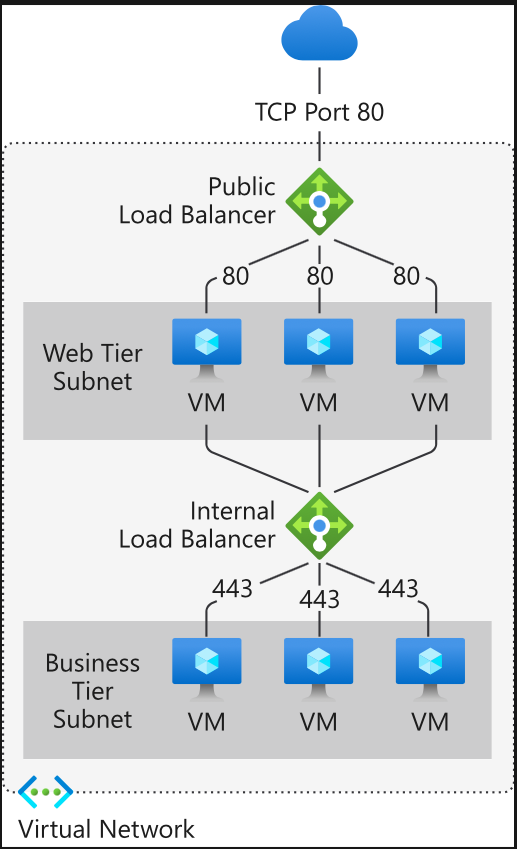 TCP Port 80
Public
Load Balancer
80
80
80
Web Tier
Subnet
VM
VM
VM
Internal
Load Balancer
443
443
443
Business
Tier
Subnet
VM
VM
VM
Virtual Network